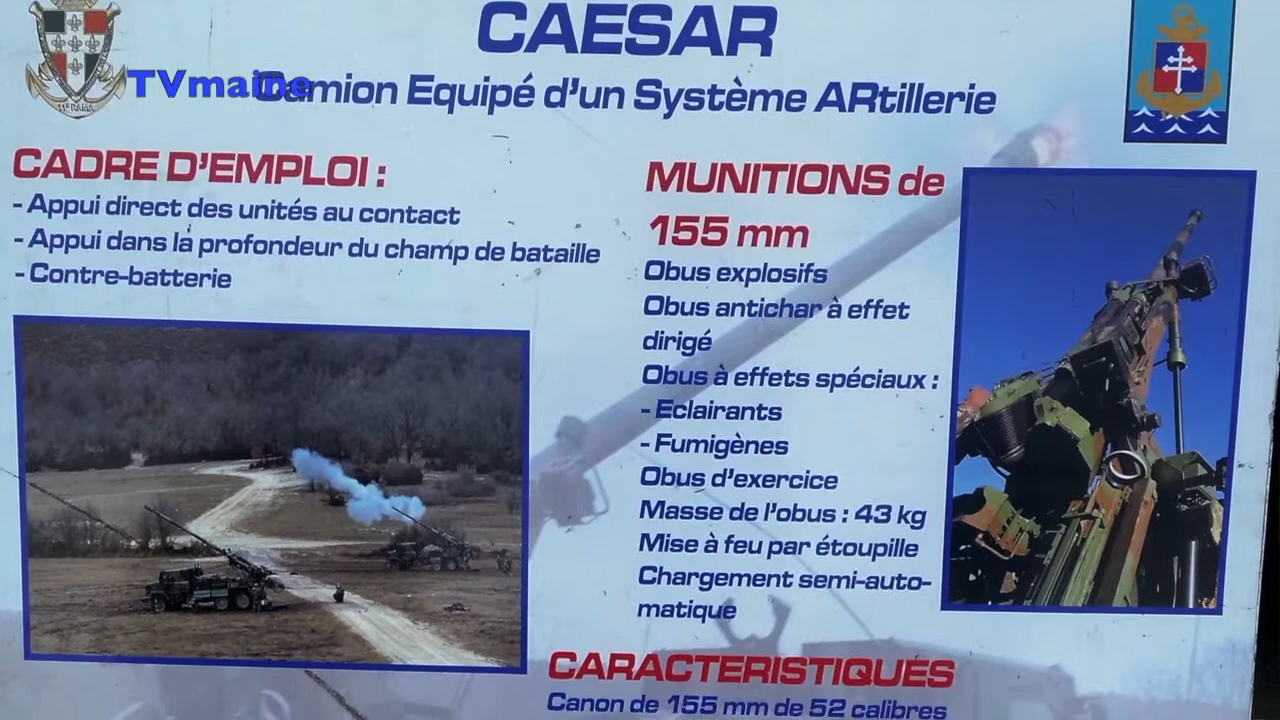 CAESAR
TVmaine
Camion Equipé d'un Système ARtillerie
11e RAMA
CADRE D'EMPLOI :
- Appui direct des unités au contact
- Appui dans la profondeur du champ de bataille
- Contre-batterie
MUNITIONS de
155 mm
Obus explosifs
Obus antichar à effet
dirigé
Obus à effets spéciaux :
- Eclairants
- Fumigènes
Obus d'exercice
Masse de l'obus : 43 kg
Mise à feu par étoupille
Chargement semi-auto-
matique
CARACTERISTIQUES
Canon de 155 mm de 52 calibres